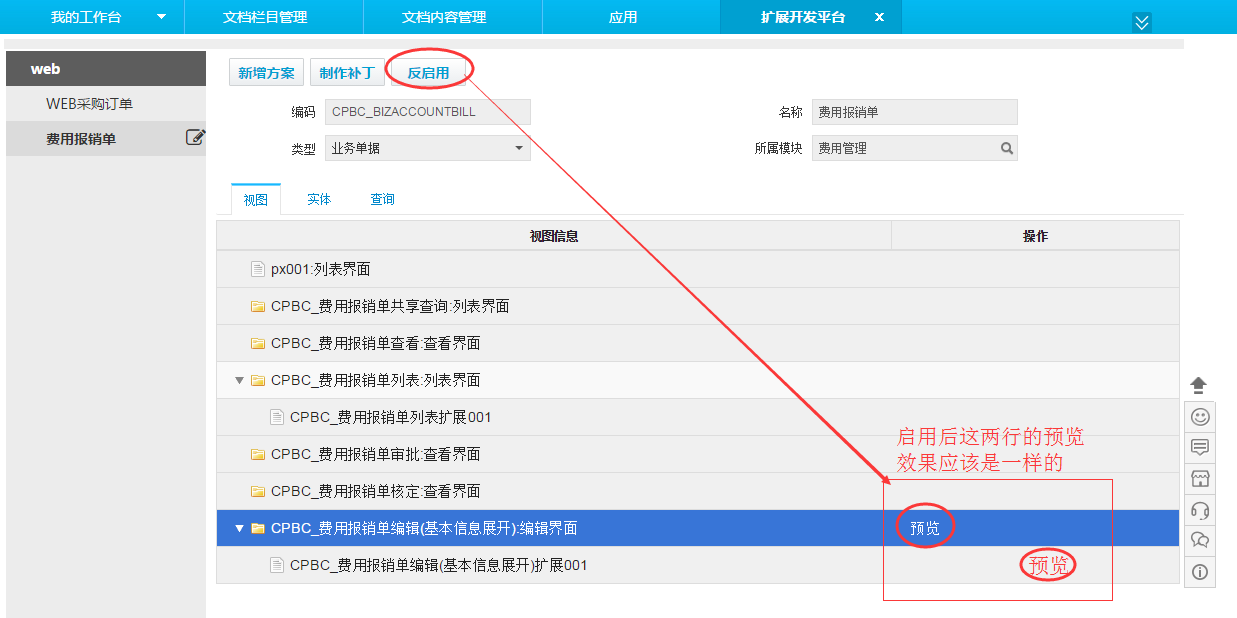 我的工作台 文档栏目管理 文档内容管理 应用 扩展开发平台 x
web
WEB采购订单
费用报销单
新增方案 制作补丁 反启用
编码 CPBC_BIZACCOUNTBILL 名称 费用报销单
类型 业务单据 所属模块 费用管理
视图 实体 查询
视图信息 操作
px001:列表界面
CPBC_费用报销单共享查询:列表界面
CPBC_费用报销单查看:查看界面
CPBC_费用报销单列表:列表界面
CPBC_费用报销单列表扩展001
启用后这两行的预览
效果应该是一样的
CPBC_费用报销单审批:查看界面
CPBC_费用报销单核定:查看界面
CPBC_费用报销单编辑(基本信息展开):编辑界面 预览
CPBC_费用报销单编辑(基本信息展开)扩展001 预览